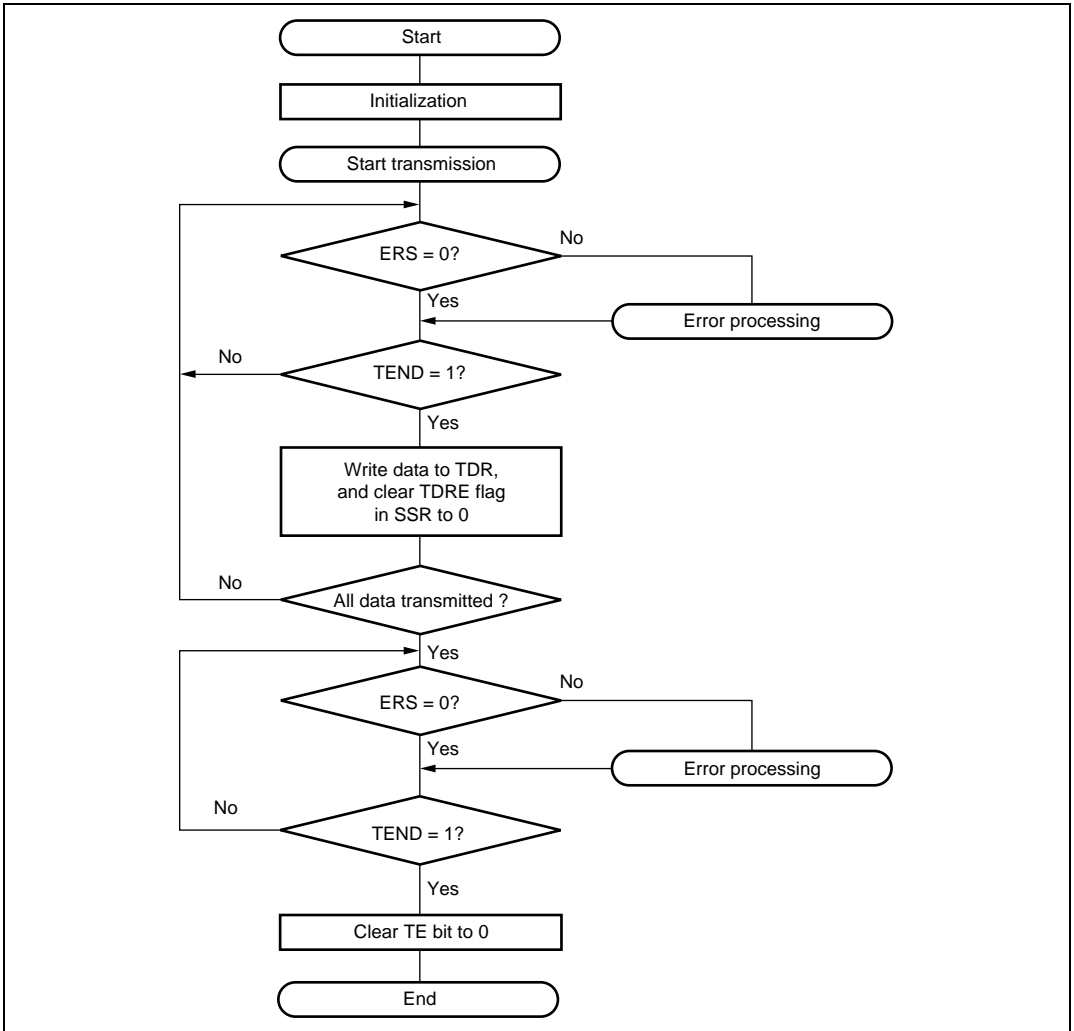 Start
Initialization
Start transmission
ERS = 0?
No
Yes
Error processing
No
TEND = 1?
Yes
Write data to TDR,
and clear TDRE flag
in SSR to 0
No
All data transmitted ?
Yes
No
ERS = 0?
Yes
Error processing
No
TEND = 1?
Yes
Clear TE bit to 0
End